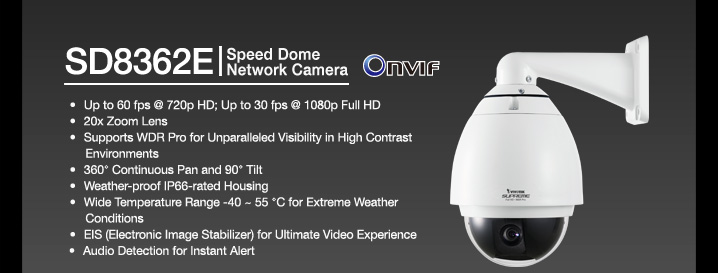 SD8362E
Speed Dome
Network Camera
ONVIF
• Up to 60 fps @ 720p HD; Up to 30 fps @ 1080p Full HD
• 20x Zoom Lens
• Supports WDR Pro for Unparalleled Visibility in High Contrast
Environments
• 360° Continuous Pan and 90° Tilt
• Weather-proof IP66-rated Housing
• Wide Temperature Range -40 ~ 55 °C for Extreme Weather
Conditions
• EIS (Electronic Image Stabilizer) for Ultimate Video Experience
• Audio Detection for Instant Alert
VIVOTEK
SUPREME